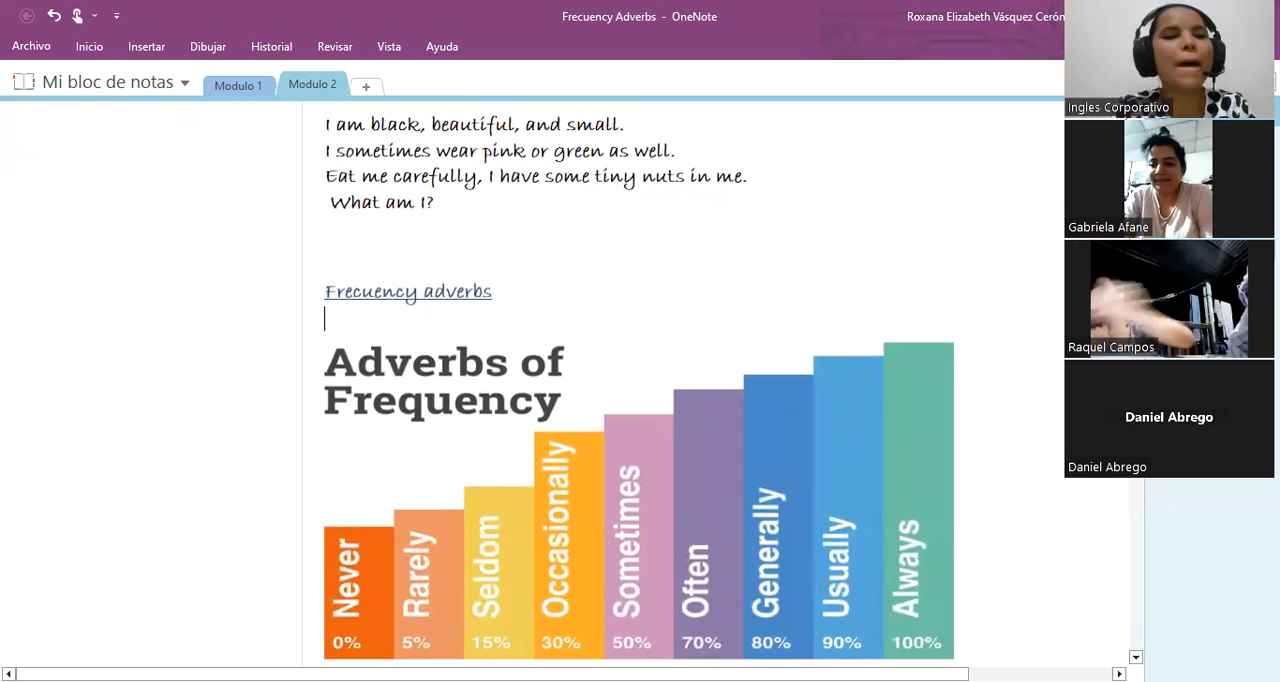 Frecuency Adverbs - OneNote
Roxana Elizabeth Vásquez Cerón
Archivo Inicio Insertar Dibujar Historial Revisar Vista Ayuda
Mi bloc de notas Modulo 1 Modulo 2 +
I am black, beautiful, and small.
I sometimes wear pink or green as well.
Eat me carefully, I have some tiny nuts in me.
What am I?
Frecuency adverbs
Adverbs of
Frequency
Never Rarely Seldom Occasionally Sometimes Often Generally Usually Always
0% 5% 15% 30% 50% 70% 80% 90% 100%
Ingles Corporativo
Gabriela Afane
Raquel Campos
Daniel Abrego
Daniel Abrego